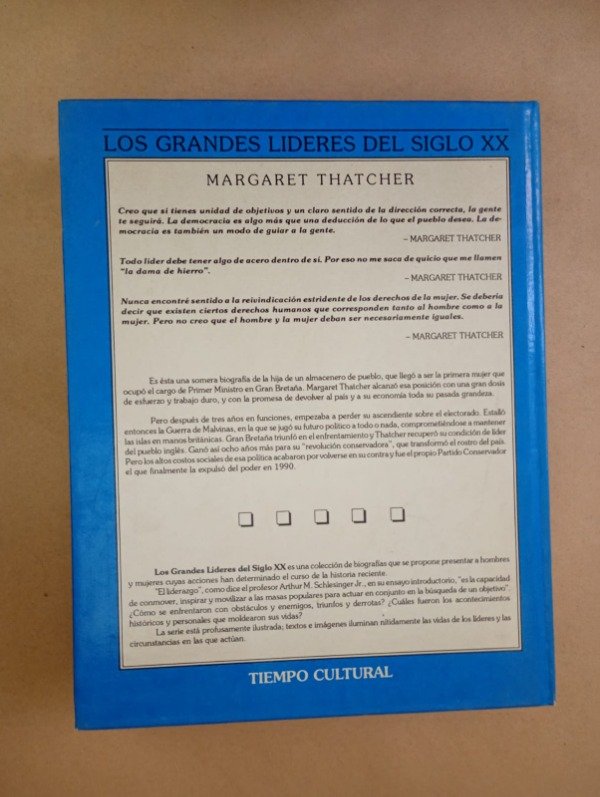 LOS GRANDES LIDERES DEL SIGLO XX
MARGARET THATCHER
Creo que si tienes unidad de objetivos y un claro sentido de la dirección correcta, la gente
te seguirá. La democracia es algo más que una deducción de lo que el pueblo desea. La de-
mocracia es también un modo de guiar a la gente.
– MARGARET THATCHER
Todo líder debe tener algo de acero dentro de sí. Por eso no me saca de quicio que me llamen
"la dama de hierro".
– MARGARET THATCHER
Nunca encontré sentido a la reivindicación estridente de los derechos de la mujer. Se debería
decir que existen ciertos derechos humanos que corresponden tanto al hombre como a la
mujer. Pero no creo que el hombre y la mujer deban ser necesariamente iguales.
– MARGARET THATCHER
Es ésta una somera biografía de la hija de un almacenero de pueblo, que llegó a ser la primera mujer que
ocupó el cargo de Primer Ministro en Gran Bretaña. Margaret Thatcher alcanzó esa posición con una gran dosis
de esfuerzo y trabajo duro, y con la promesa de devolver al país y a su economía toda su pasada grandeza.
Pero después de tres años en funciones, empezaba a perder su ascendiente sobre el electorado. Estalló
entonces la Guerra de Malvinas, en la que se jugó su futuro político a todo o nada, comprometiéndose a mantener
las islas en manos británicas. Gran Bretaña triunfó en el enfrentamiento y Thatcher recuperó su condición de líder
del pueblo inglés. Ganó así ocho años más para su "revolución conservadora", que transformó el rostro del país.
Pero los altos costos sociales de esa política acabaron por volverse en su contra y fue el propio Partido Conservador
el que finalmente la expulsó del poder en 1990.
Los Grandes Lideres del Siglo XX es una colección de biografías que se propone presentar a hombres
y mujeres cuyas acciones han determinado el curso de la historia reciente.
"El liderazgo", como dice el profesor Arthur M. Schlesinger Jr., en su ensayo introductorio, "es la capacidad
de conmover, inspirar y movilizar a las masas populares para actuar en conjunto en la búsqueda de un objetivo".
¿Cómo se enfrentaron con obstáculos y enemigos, triunfos y derrotas? ¿Cuáles fueron los acontecimientos
históricos y personales que moldearon sus vidas?
La serie está profusamente ilustrada; textos e imágenes iluminan nítidamente las vidas de los líderes y las
circunstancias en las que actúan.
TIEMPO CULTURAL